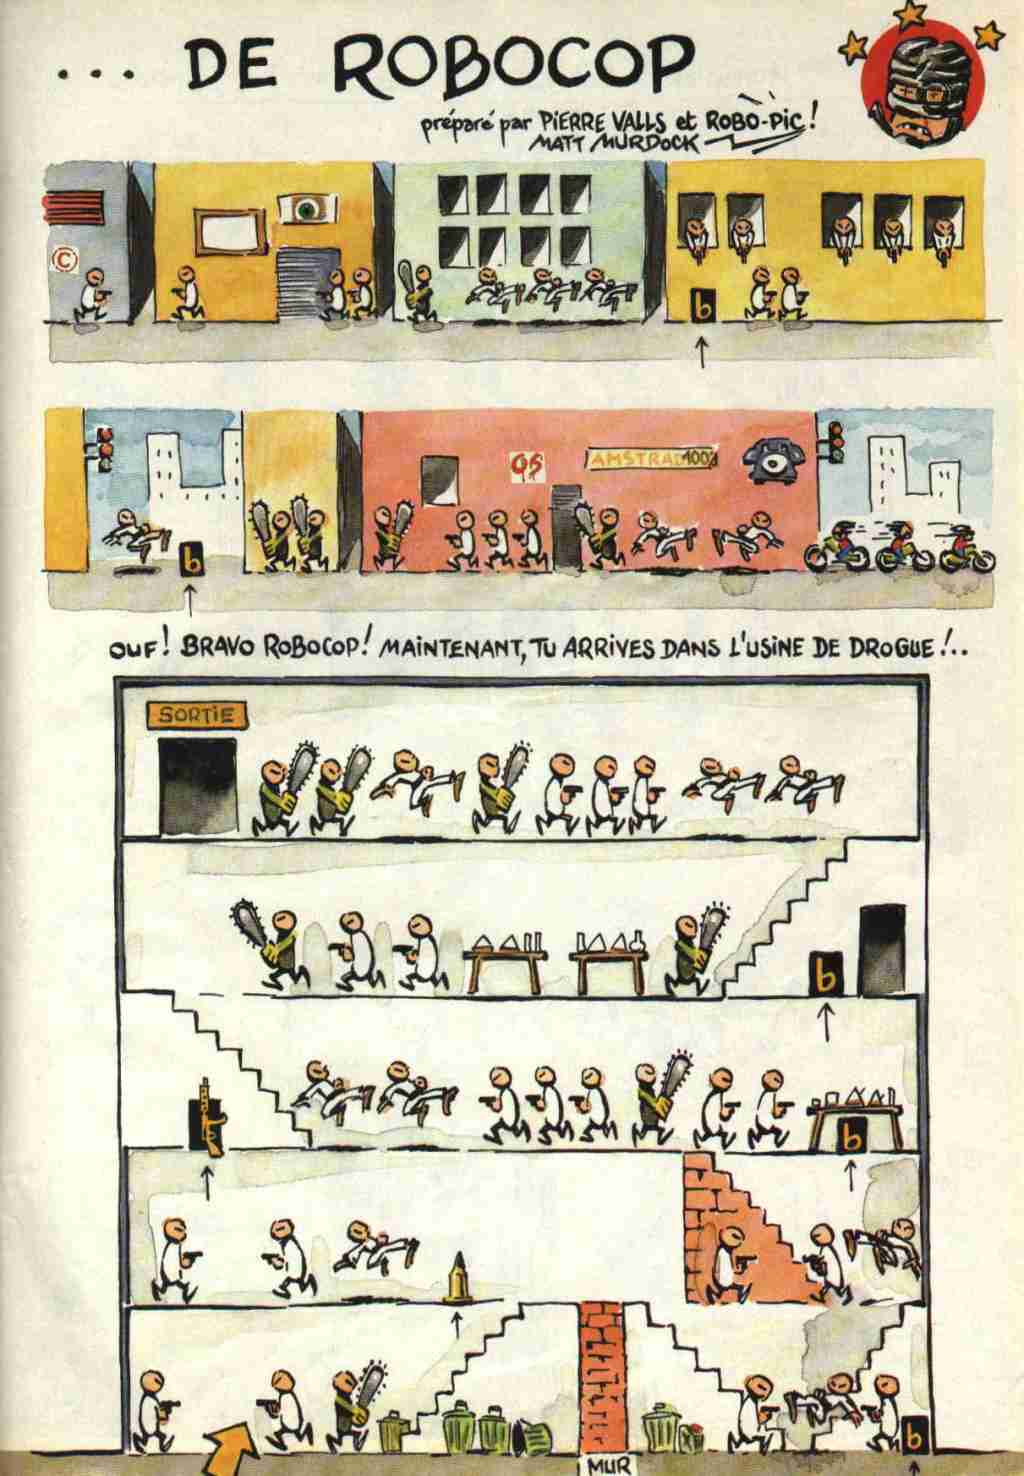 ... DE ROBOCOP
préparé par PIERRE VALLS et ROBO-PIC!
MATT MURDOCK
©
b
QS
AMSTRAD100%
b
OUF! BRAVO ROBOCOP! MAINTENANT, TU ARRIVES DANS L'USINE DE DROGUE!..
SORTIE
b
b
b
MUR